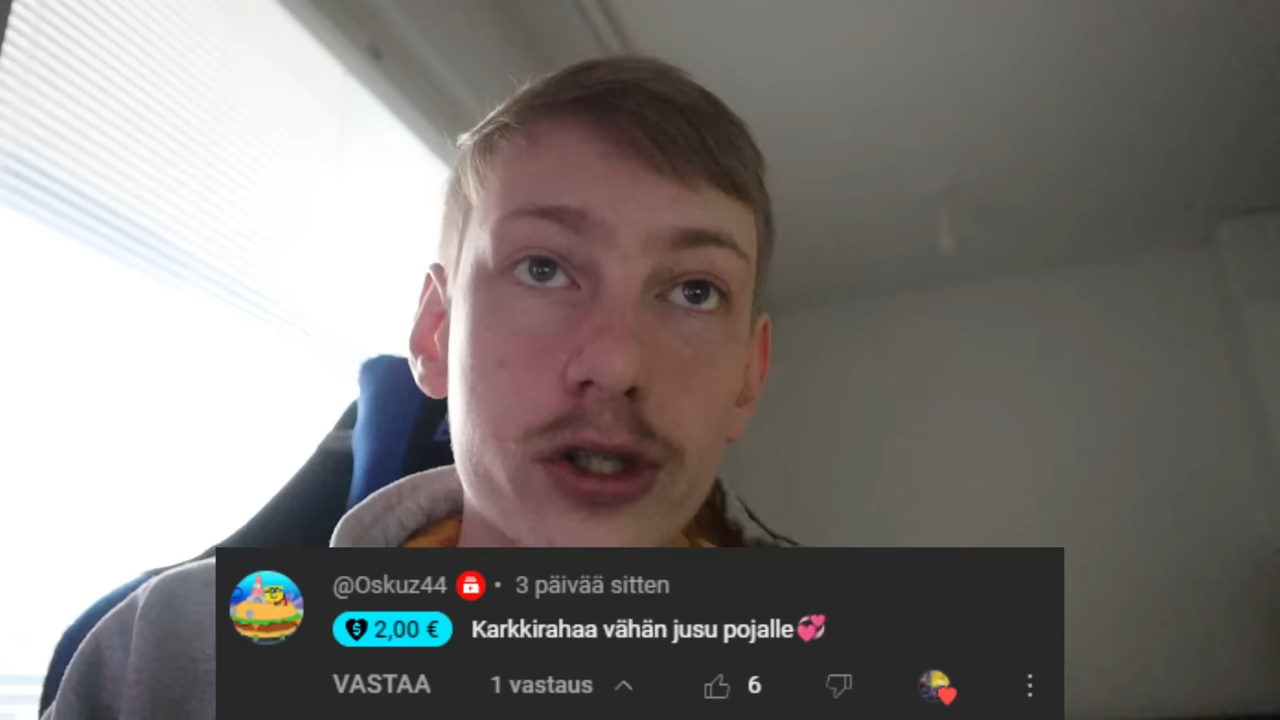 @Oskuz44 • 3 päivää sitten
2,00 € Karkkirahaa vähän jusu pojalle💞
VASTAA 1 vastaus 6